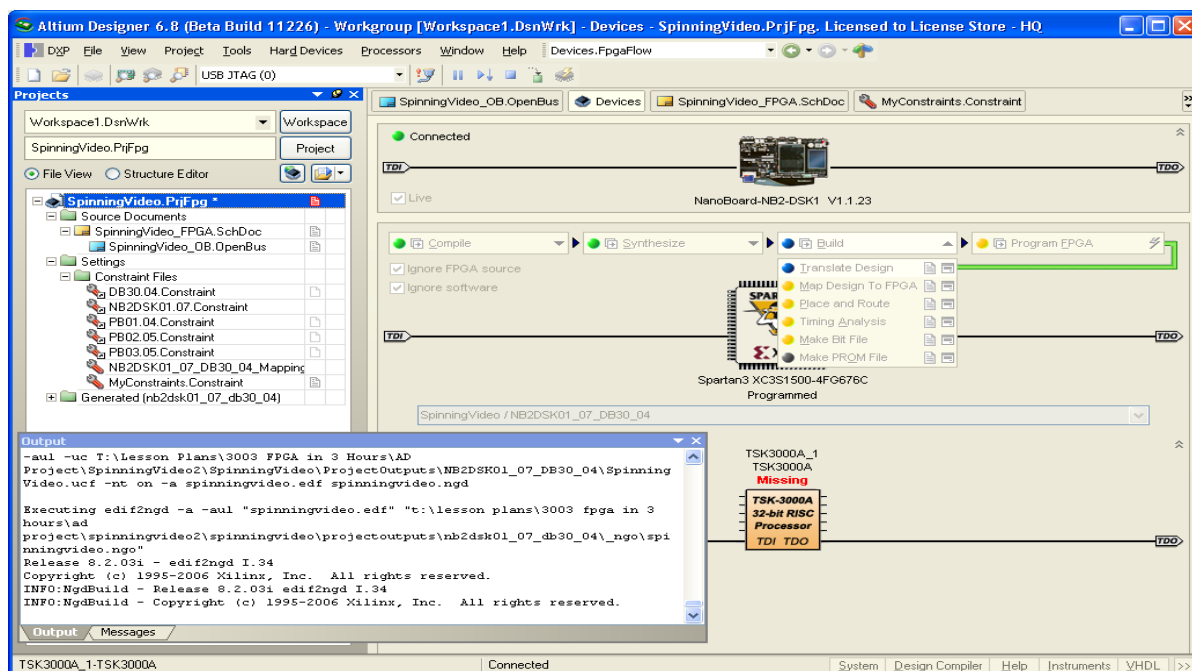 Altium Designer 6.8 (Beta Build 11226) - Workgroup [Workspace1.DsnWrk] - Devices - SpinningVideo.PrjFpg. Licensed to License Store - HQ
DXP File View Project Tools Hard Devices Processors Window Help Devices.FpgaFlow
USB JTAG (0)
Projects
SpinningVideo_OB.OpenBus Devices SpinningVideo_FPGA.SchDoc MyConstraints.Constraint
Workspace1.DsnWrk Workspace
SpinningVideo.PrjFpg Project
File View Structure Editor
SpinningVideo.PrjFpg *
Source Documents
SpinningVideo_FPGA.SchDoc
SpinningVideo_OB.OpenBus
Settings
Constraint Files
DB30.04.Constraint
NB2DSK01.07.Constraint
PB01.04.Constraint
PB02.05.Constraint
PB03.05.Constraint
NB2DSK01_07_DB30_04_Mapping
MyConstraints.Constraint
Generated (nb2dsk01_07_db30_04)
Connected
TDI TDO
Live
NanoBoard-NB2-DSK1 V1.1.23
Compile Synthesize Build Program FPGA
Ignore FPGA source
Ignore software
Translate Design
Map Design To FPGA
Place and Route
Timing Analysis
Make Bit File
Make PROM File
SPAR
TDI TDO
Spartan3 XC3S1500-4FG676C
Programmed
SpinningVideo / NB2DSK01_07_DB30_04
TSK3000A_1
TSK3000A
Missing
TSK-3000A
32-bit RISC
Processor
TDI TDO
TDO
Output
-aul -uc T:\Lesson Plans\3003 FPGA in 3 Hours\AD
Project\SpinningVideo2\SpinningVideo\ProjectOutputs\NB2DSK01_07_DB30_04\Spinning
Video.ucf -nt on -a spinningvideo.edf spinningvideo.ngd
Executing edif2ngd -a -aul "spinningvideo.edf" "t:\lesson plans\3003 fpga in 3
hours\ad
project\spinningvideo2\spinningvideo\projectoutputs\nb2dsk01_07_db30_04\_ngo\spi
nningvideo.ngo"
Release 8.2.03i - edif2ngd I.34
Copyright (c) 1995-2006 Xilinx, Inc.  All rights reserved.
INFO:NgdBuild - Release 8.2.03i edif2ngd I.34
INFO:NgdBuild - Copyright (c) 1995-2006 Xilinx, Inc.  All rights reserved.
Output Messages
TSK3000A_1-TSK3000A Connected System Design Compiler Help Instruments VHDL >>